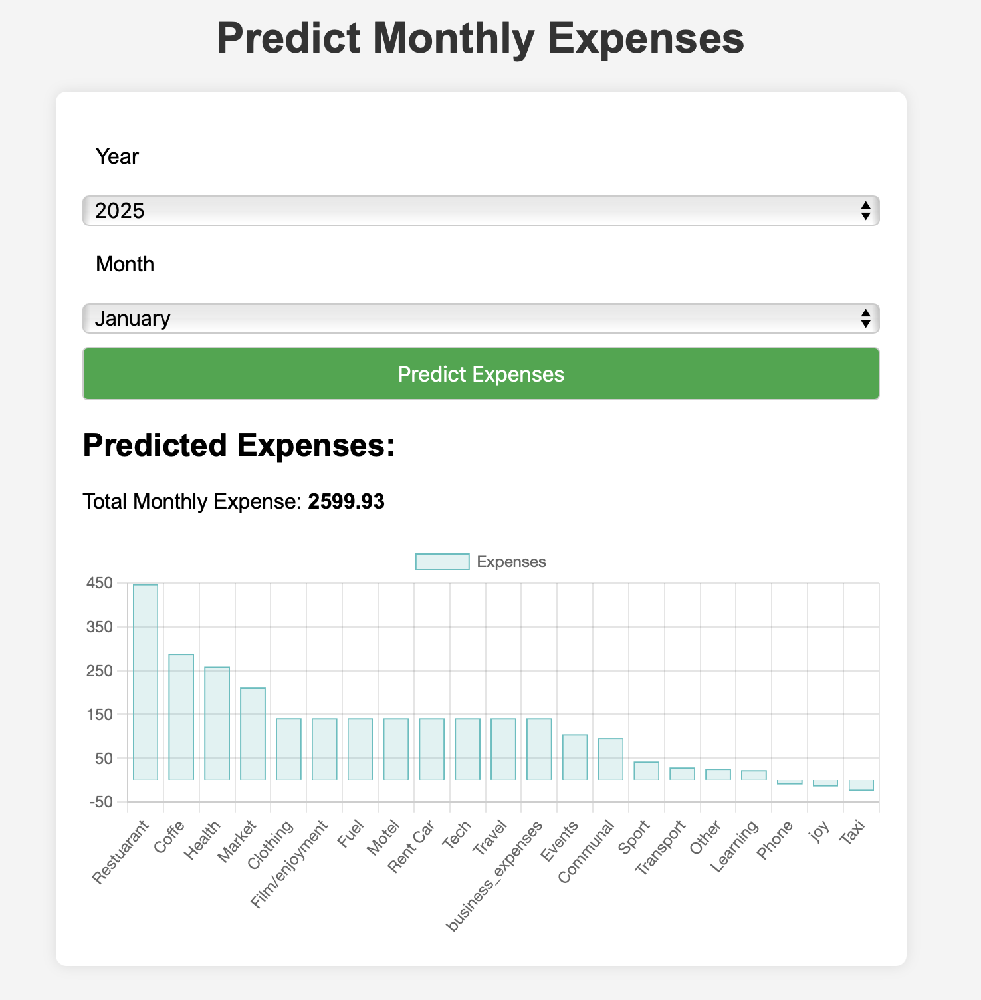 Predict Monthly Expenses
Year
2025
Month
January
Predict Expenses
Predicted Expenses:
Total Monthly Expense: 2599.93
Expenses
450
350
250
150
50
-50
Restuarant
Coffe
Health
Market
Clothing
Film/enjoyment
Fuel
Motel
Rent Car
Tech
Travel
business_expenses
Events
Communal
Sport
Transport
Other
Learning
Phone
joy
Taxi